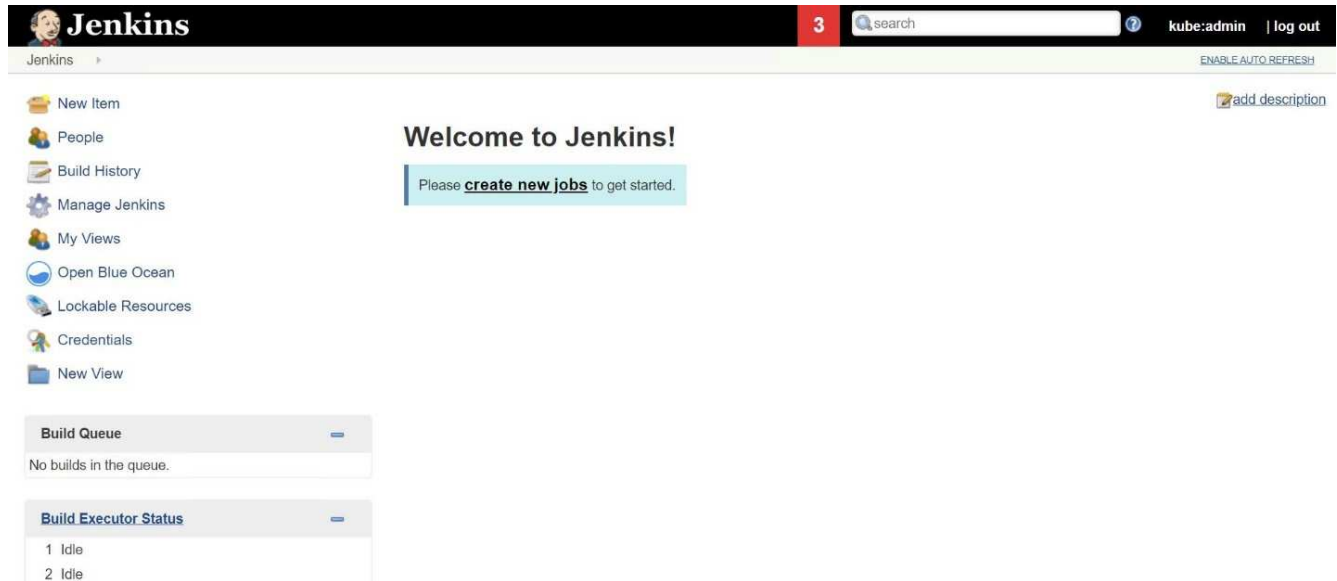 Jenkins
3
search
kube:admin | log out
Jenkins
ENABLE AUTO REFRESH
New Item
People
Build History
Manage Jenkins
My Views
Open Blue Ocean
Lockable Resources
Credentials
New View
add description
Welcome to Jenkins!
Please create new jobs to get started.
Build Queue
No builds in the queue.
Build Executor Status
1 Idle
2 Idle